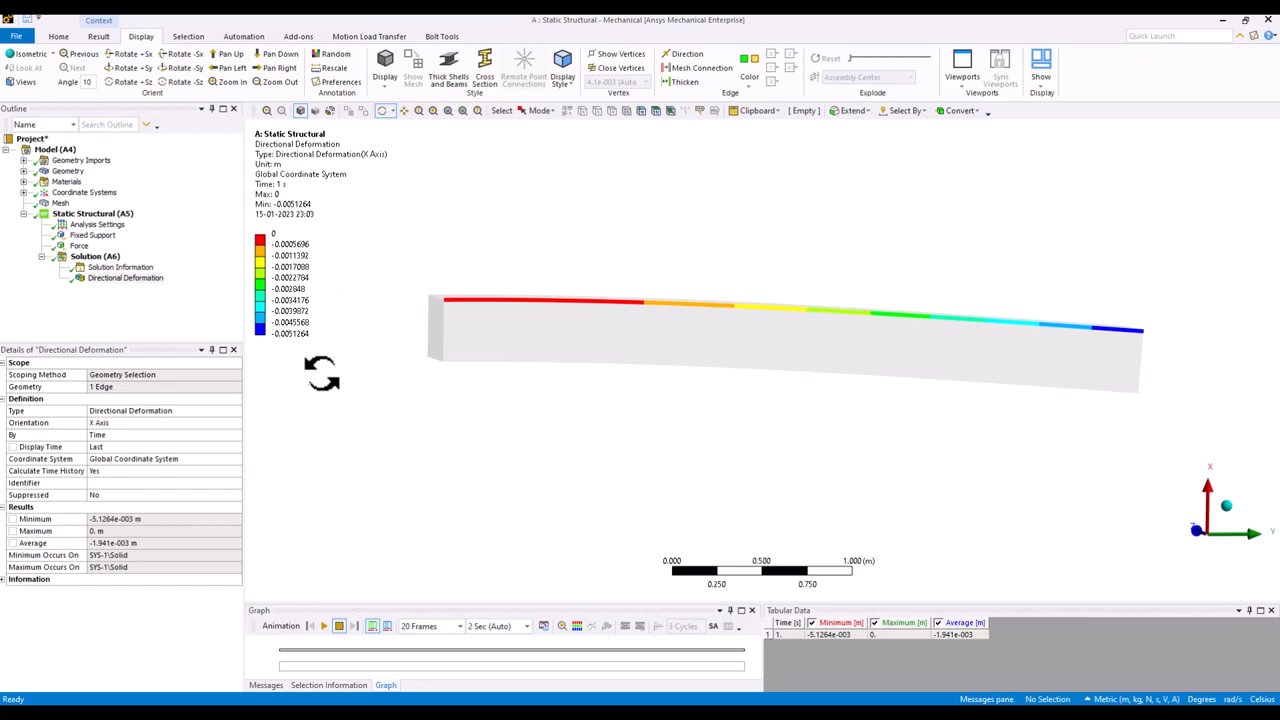 A : Static Structural - Mechanical [Ansys Mechanical Enterprise]
Context
File Home Result Display Selection Automation Add-ons Motion Load Transfer Bolt Tools
Quick Launch
Isometric Previous Rotate +Sx Rotate -Sx Pan Up Pan Down Random
Look At Next Rotate +Sy Rotate -Sy Pan Left Pan Right Rescale
Views Angle 10 Rotate +Sz Rotate -Sz Zoom In Zoom Out Preferences
Orient Annotation
Display Show Mesh Thick Shells and Beams Cross Section Remote Point Connections Display Style
Style
Show Vertices
Close Vertices
4.1e-003 (Auto
Vertex
Direction
Mesh Connection
Thicken
Color
Edge
Reset
Assembly Center
Explode
Viewports Sync Viewports
Viewports
Show
Display
Outline
Name Search Outline
Select Mode Clipboard [ Empty ] Extend Select By Convert
Project*
Model (A4)
Geometry Imports
Geometry
Materials
Coordinate Systems
Mesh
Static Structural (A5)
Analysis Settings
Fixed Support
Force
Solution (A6)
Solution Information
Directional Deformation
A: Static Structural
Directional Deformation
Type: Directional Deformation(X Axis)
Unit: m
Global Coordinate System
Time: 1 s
Max: 0
Min: -0.0051264
15-01-2023 23:03
0
-0.0005696
-0.0011392
-0.0017088
-0.0022784
-0.002848
-0.0034176
-0.0039872
-0.0045568
-0.0051264
Details of "Directional Deformation"
Scope
Scoping Method Geometry Selection
Geometry 1 Edge
Definition
Type Directional Deformation
Orientation X Axis
By Time
Display Time Last
Coordinate System Global Coordinate System
Calculate Time History Yes
Identifier
Suppressed No
Results
Minimum -5.1264e-003 m
Maximum 0. m
Average -1.941e-003 m
Minimum Occurs On SYS-1\Solid
Maximum Occurs On SYS-1\Solid
Information
X
Y
Z
0.000 0.500 1.000 (m)
0.250 0.750
Graph
Animation 20 Frames 2 Sec (Auto) 3 Cycles SA
Messages Selection Information Graph
Tabular Data
Time [s] Minimum [m] Maximum [m] Average [m]
1 1. -5.1264e-003 0. -1.941e-003
Ready Messages pane No Selection Metric (m, kg, N, s, V, A) Degrees rad/s Celsius